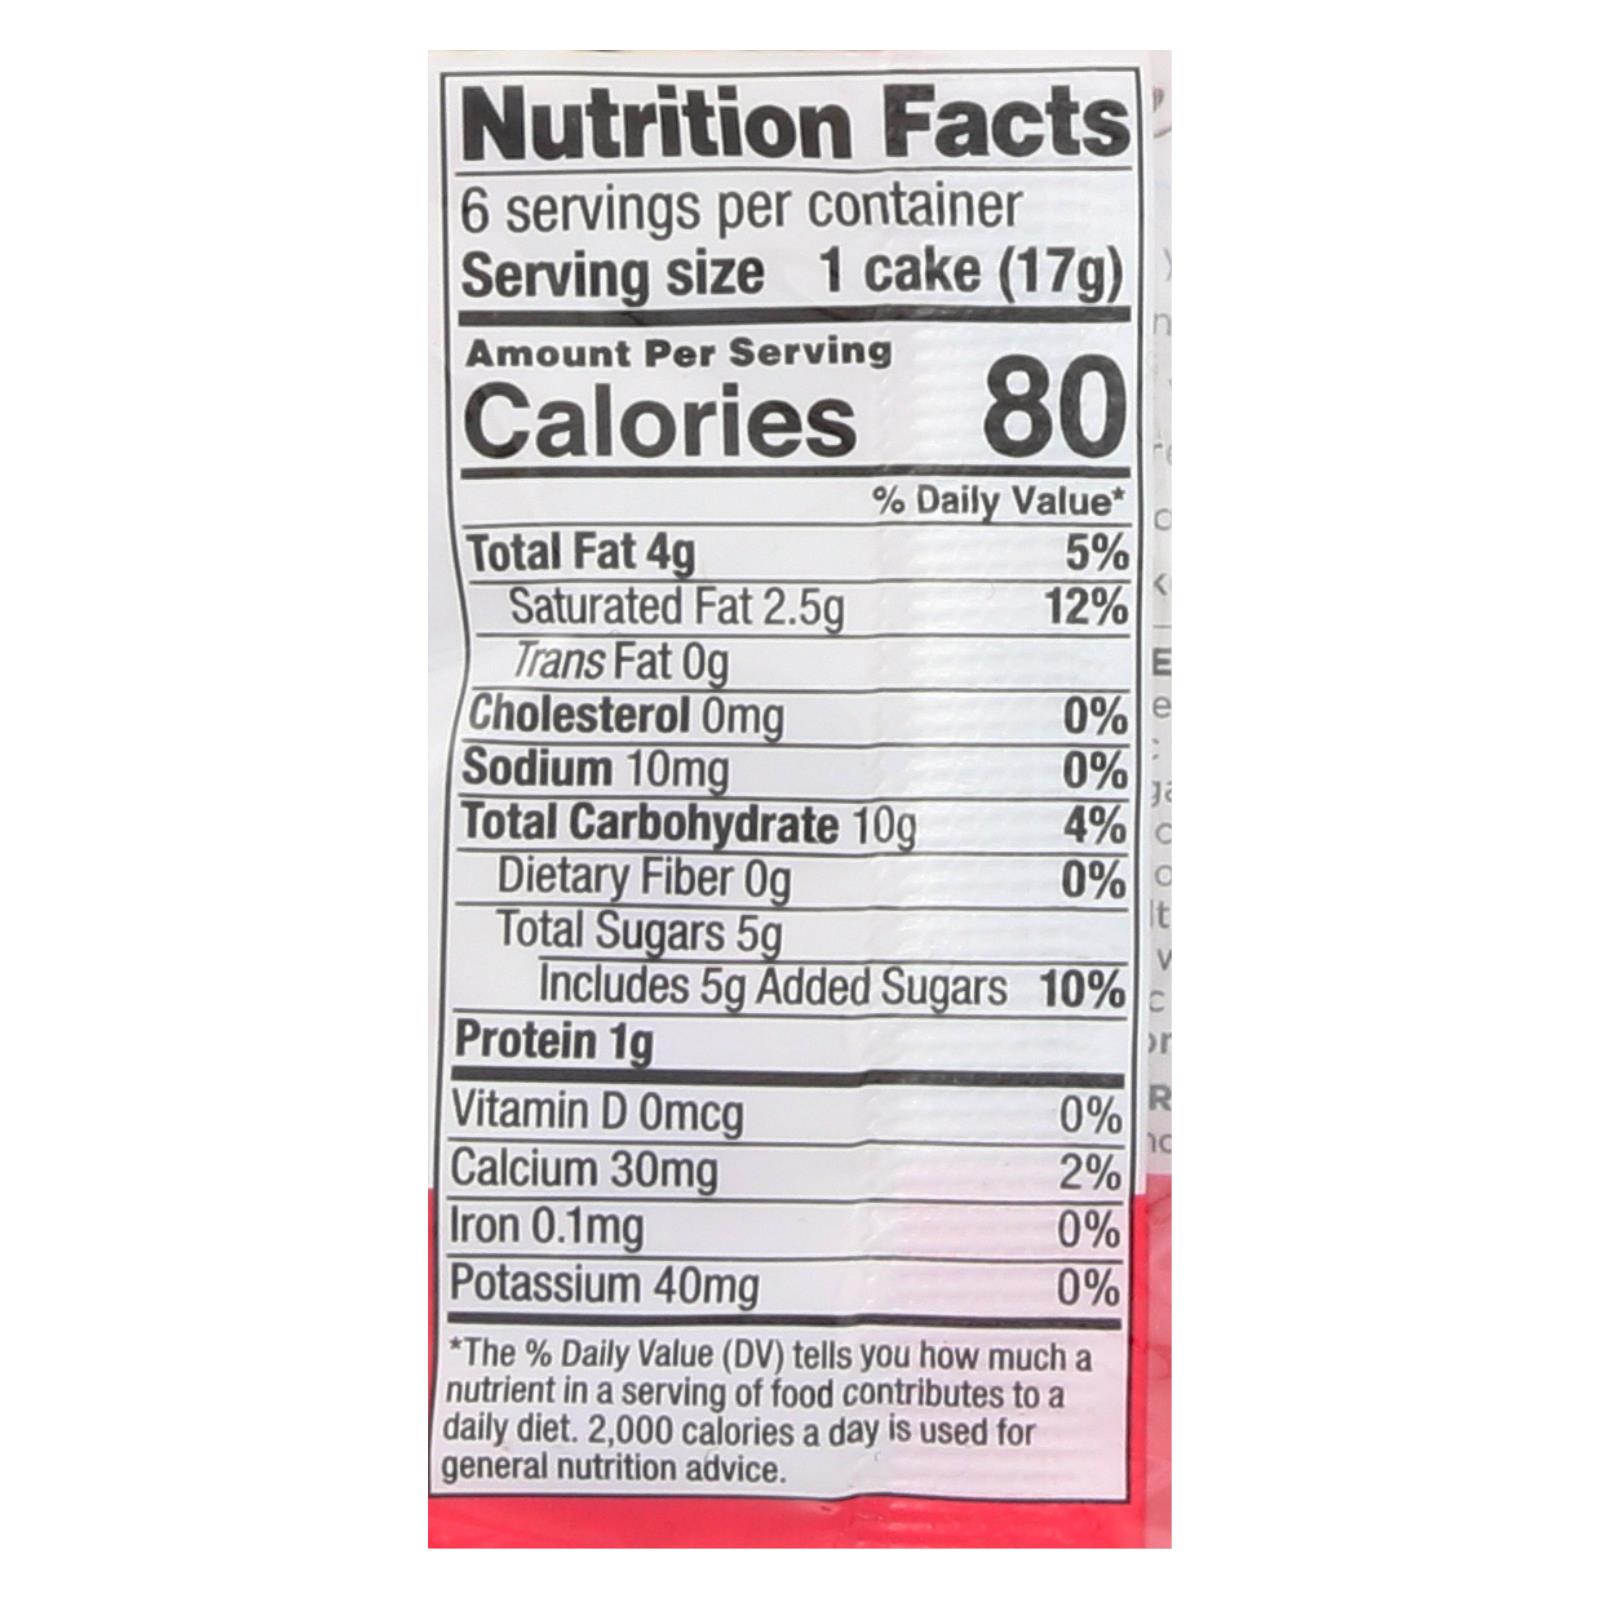 Nutrition Facts
6 servings per container
Serving size 1 cake (17g)
Amount Per Serving
Calories 80
% Daily Value*
Total Fat 4g 5%
Saturated Fat 2.5g 12%
Trans Fat 0g
Cholesterol 0mg 0%
Sodium 10mg 0%
Total Carbohydrate 10g 4%
Dietary Fiber 0g 0%
Total Sugars 5g
Includes 5g Added Sugars 10%
Protein 1g
Vitamin D 0mcg 0%
Calcium 30mg 2%
Iron 0.1mg 0%
Potassium 40mg 0%
*The % Daily Value (DV) tells you how much a
nutrient in a serving of food contributes to a
daily diet. 2,000 calories a day is used for
general nutrition advice.